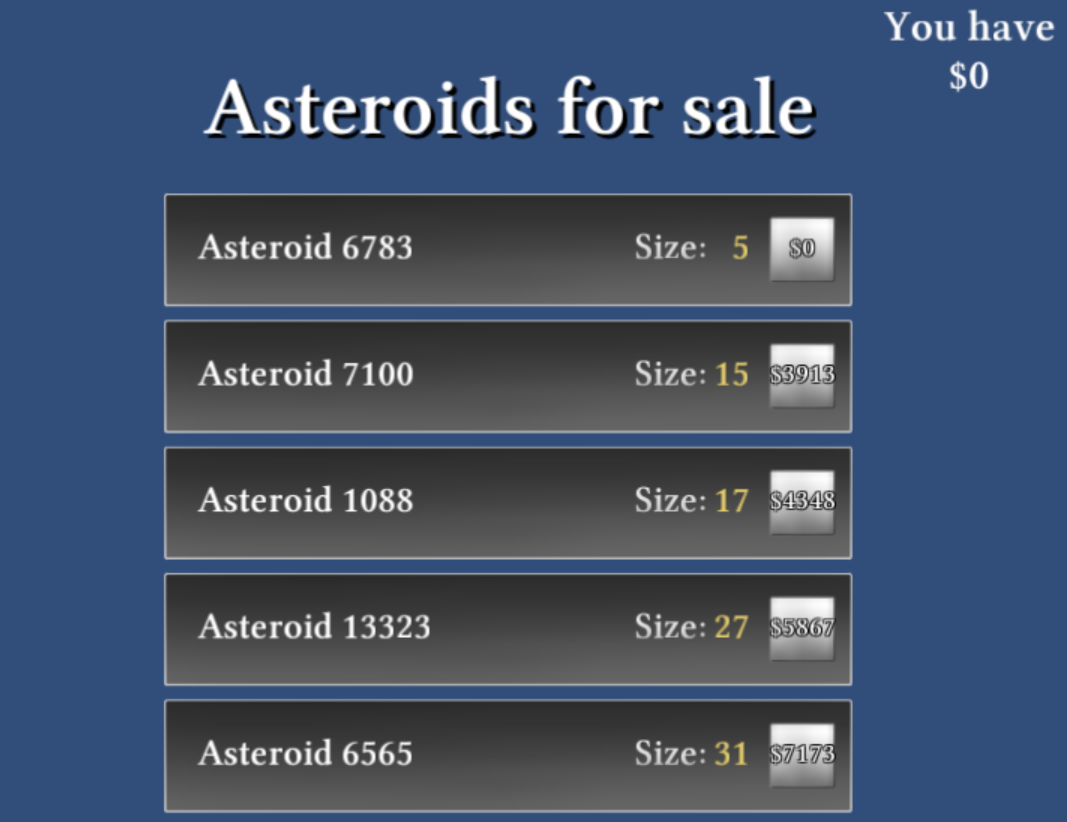 You have
$0
Asteroids for sale
Asteroid 6783 Size: 5 $0
Asteroid 7100 Size: 15 $3913
Asteroid 1088 Size: 17 $4348
Asteroid 13323 Size: 27 $5867
Asteroid 6565 Size: 31 $7173